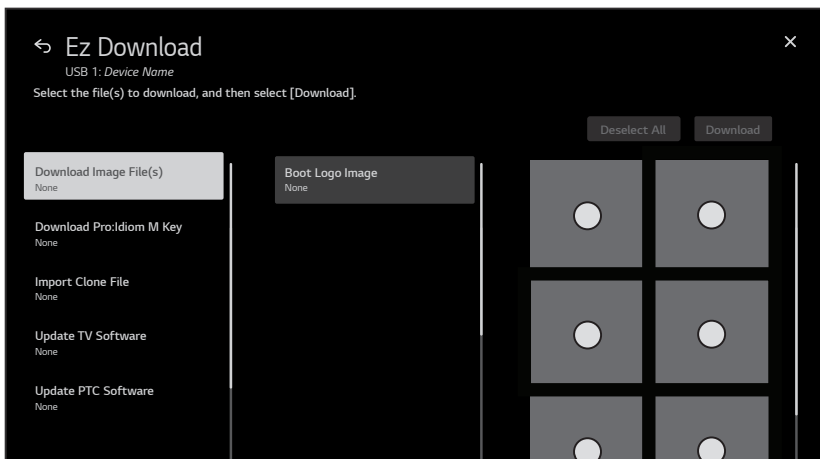 Ez Download
USB 1: Device Name
Select the file(s) to download, and then select [Download].
Deselect All
Download
Download Image File(s)
None
Download Pro:Idiom M Key
None
Import Clone File
None
Update TV Software
None
Update PTC Software
None
Boot Logo Image
None